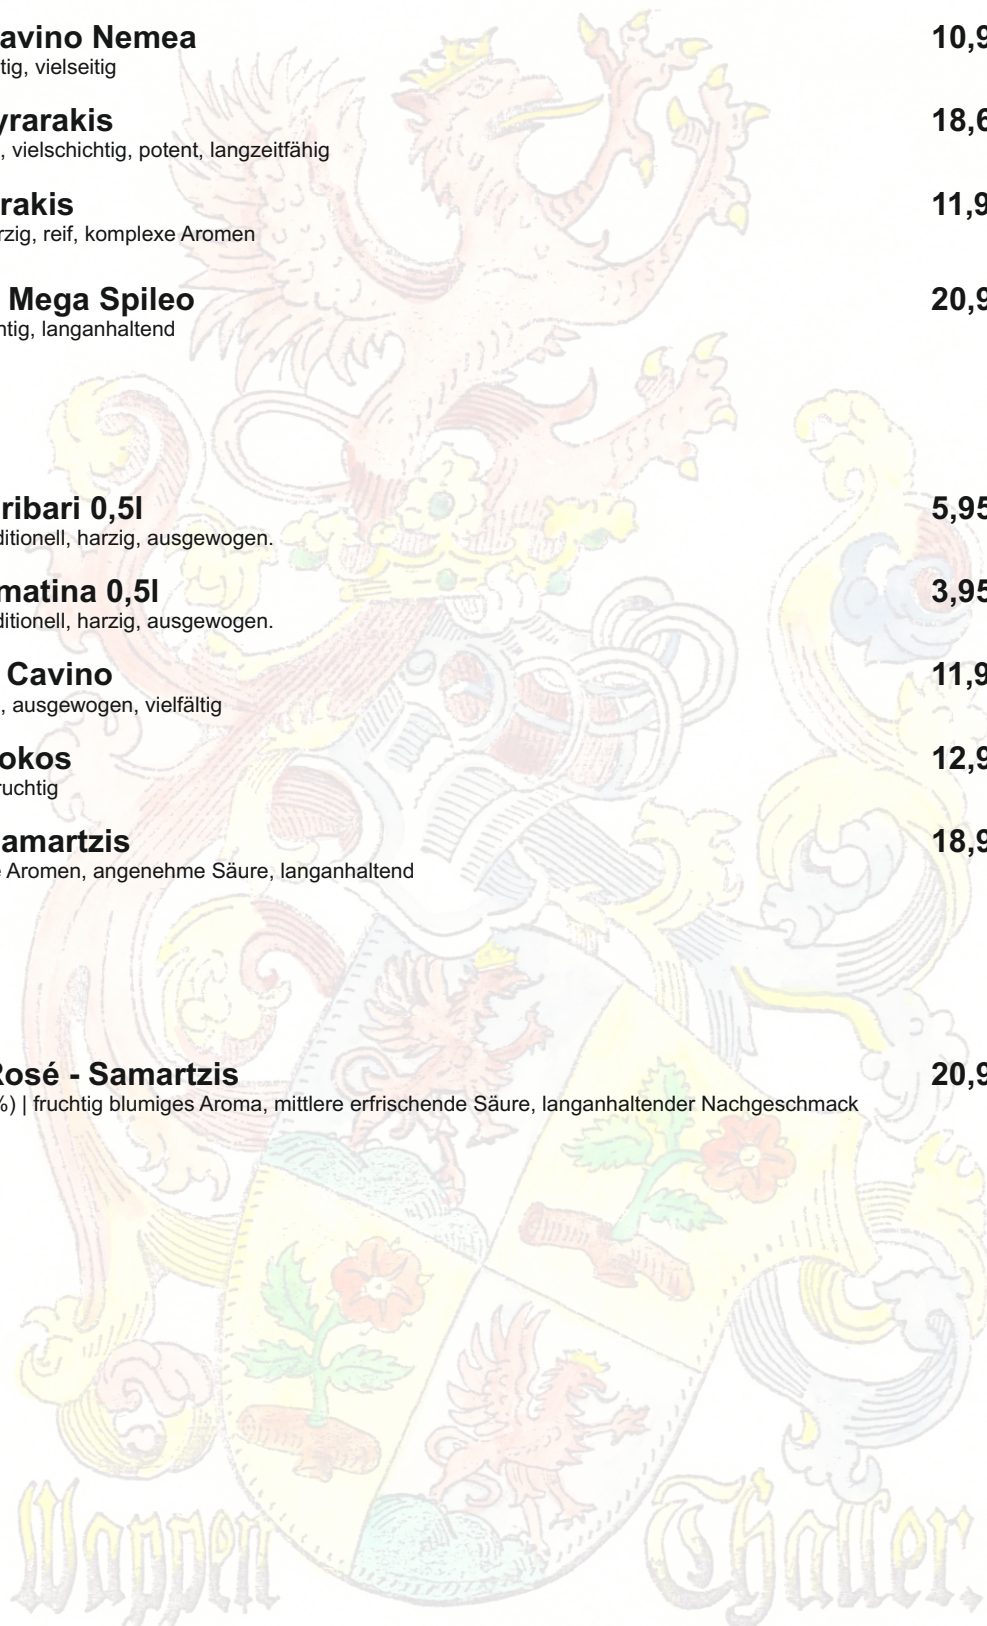 avino Nemea 10,9
tig, vielseitig
yrarakis 18,6
, vielschichtig, potent, langzeitfähig
rakis 11,9
rzig, reif, komplexe Aromen
Mega Spileo 20,9
htig, langanhaltend
ribari 0,5l 5,95
ditionell, harzig, ausgewogen.
matina 0,5l 3,95
ditionell, harzig, ausgewogen.
Cavino 11,9
, ausgewogen, vielfältig
okos 12,9
ruchtig
amartzis 18,9
e Aromen, angenehme Säure, langanhaltend
Rosé - Samartzis 20,9
%) | fruchtig blumiges Aroma, mittlere erfrischende Säure, langanhaltender Nachgeschmack
Wappen Thaller.